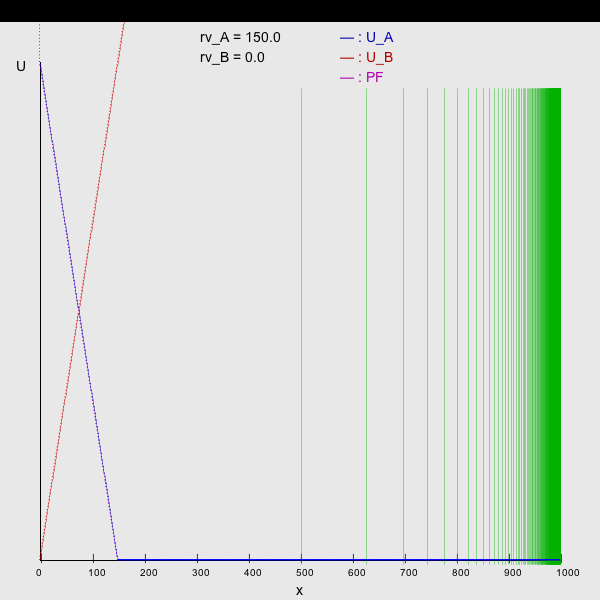 rv_A = 150.0
rv_B = 0.0
— : U_A
— : U_B
— : PF
U
0 100 200 300 400 500 600 700 800 900 1000
x